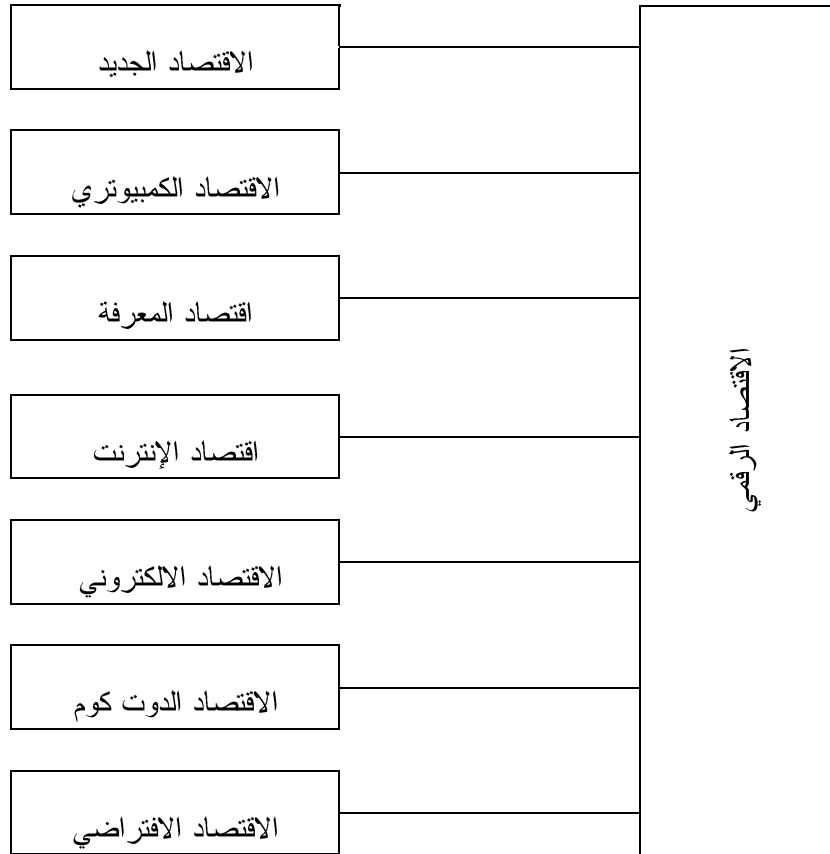 الاقتصاد الرقمي
الاقتصاد الجديد
الاقتصاد الكمبيوتري
اقتصاد المعرفة
اقتصاد الإنترنت
الاقتصاد الالكتروني
الاقتصاد الدوت كوم
الاقتصاد الافتراضي